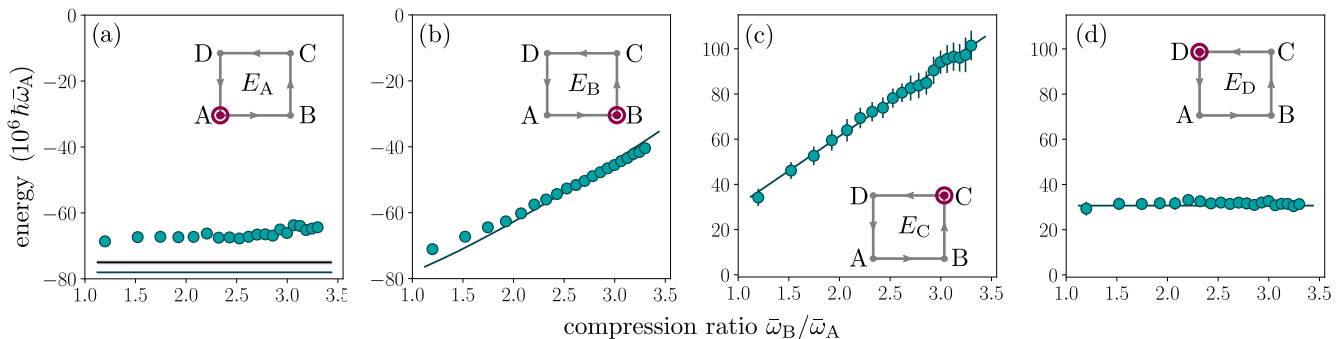 energy (10⁶ ℏω̄_A)
(a)
0
−20
−40
−60
−80
1.0 1.5 2.0 2.5 3.0 3.5
D C
E_A
A B
(b)
0
−20
−40
−60
−80
1.0 1.5 2.0 2.5 3.0 3.5
D C
E_B
A B
(c)
100
80
60
40
20
0
1.0 1.5 2.0 2.5 3.0 3.5
D C
E_C
A B
(d)
100
80
60
40
20
0
1.0 1.5 2.0 2.5 3.0 3.5
D C
E_D
A B
compression ratio ω̄_B/ω̄_A